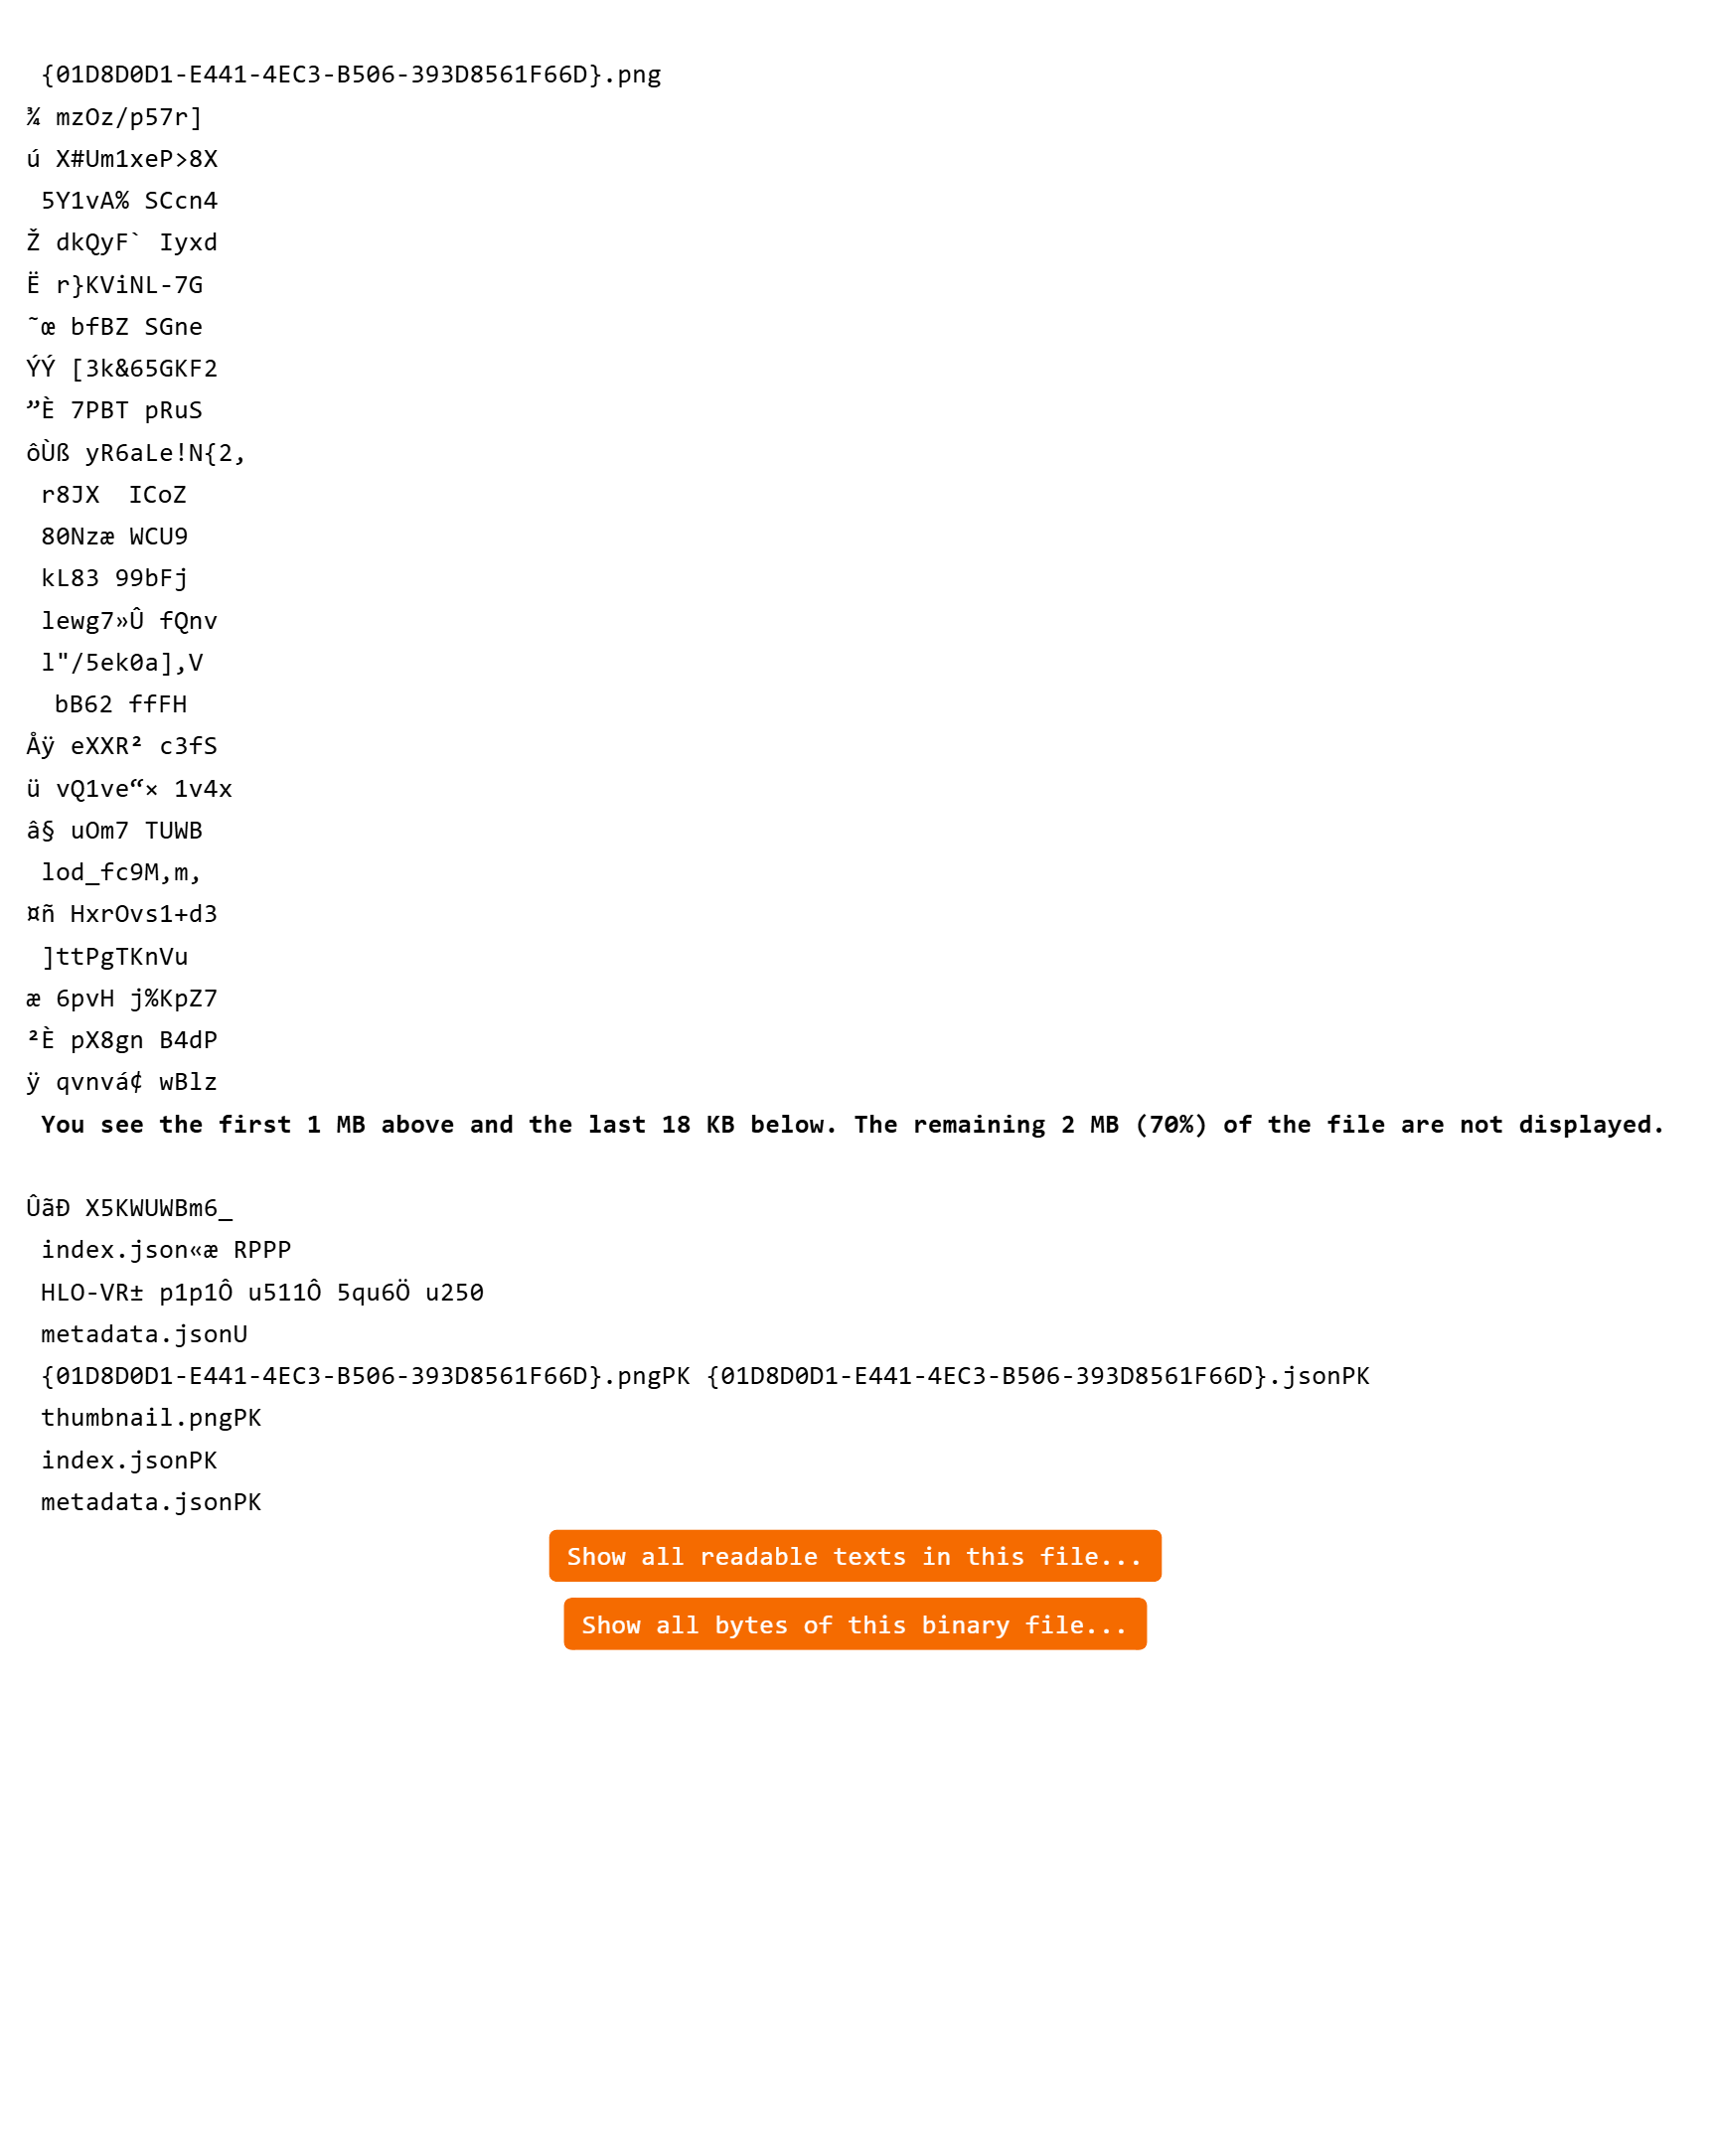 {01D8D0D1-E441-4EC3-B506-393D8561F66D}.png
¾ mzOz/p57r]
ú X#Um1xeP>8X
5Y1vA% SCcn4
Ž dkQyF` Iyxd
Ë r}KViNL-7G
˜œ bfBZ SGne
ÝÝ [3k&65GKF2
”È 7PBT pRuS
ôÙß yR6aLe!N{2,
r8JX  ICoZ
80Nzæ WCU9
kL83 99bFj
lewg7»Û fQnv
l"/5ek0a],V
bB62 ffFH
Åÿ eXXR² c3fS
ü vQ1ve“× 1v4x
â§ uOm7 TUWB
lod_fc9M,m,
¤ñ HxrOvs1+d3
]ttPgTKnVu
æ 6pvH j%KpZ7
²È pX8gn B4dP
ÿ qvnvá¢ wBlz
You see the first 1 MB above and the last 18 KB below. The remaining 2 MB (70%) of the file are not displayed.
ÛãÐ X5KWUWBm6_
index.json«æ RPPP
HLO-VR± p1p1Ô u511Ô 5qu6Ö u250
metadata.jsonU
{01D8D0D1-E441-4EC3-B506-393D8561F66D}.pngPK {01D8D0D1-E441-4EC3-B506-393D8561F66D}.jsonPK
thumbnail.pngPK
index.jsonPK
metadata.jsonPK
Show all readable texts in this file...
Show all bytes of this binary file...